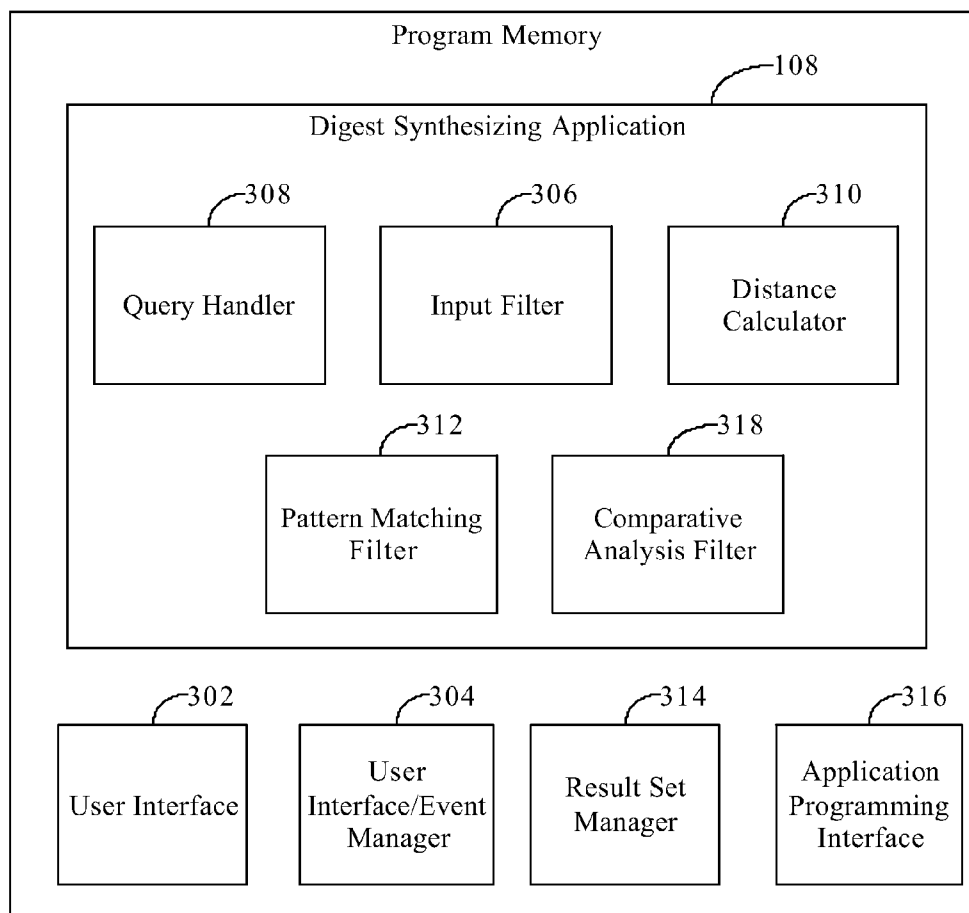 Program Memory
108
Digest Synthesizing Application
308
306
310
Query Handler
Input Filter
Distance
Calculator
312
318
Pattern Matching
Filter
Comparative
Analysis Filter
302
304
314
316
User Interface
User
Interface/Event
Manager
Result Set
Manager
Application
Programming
Interface